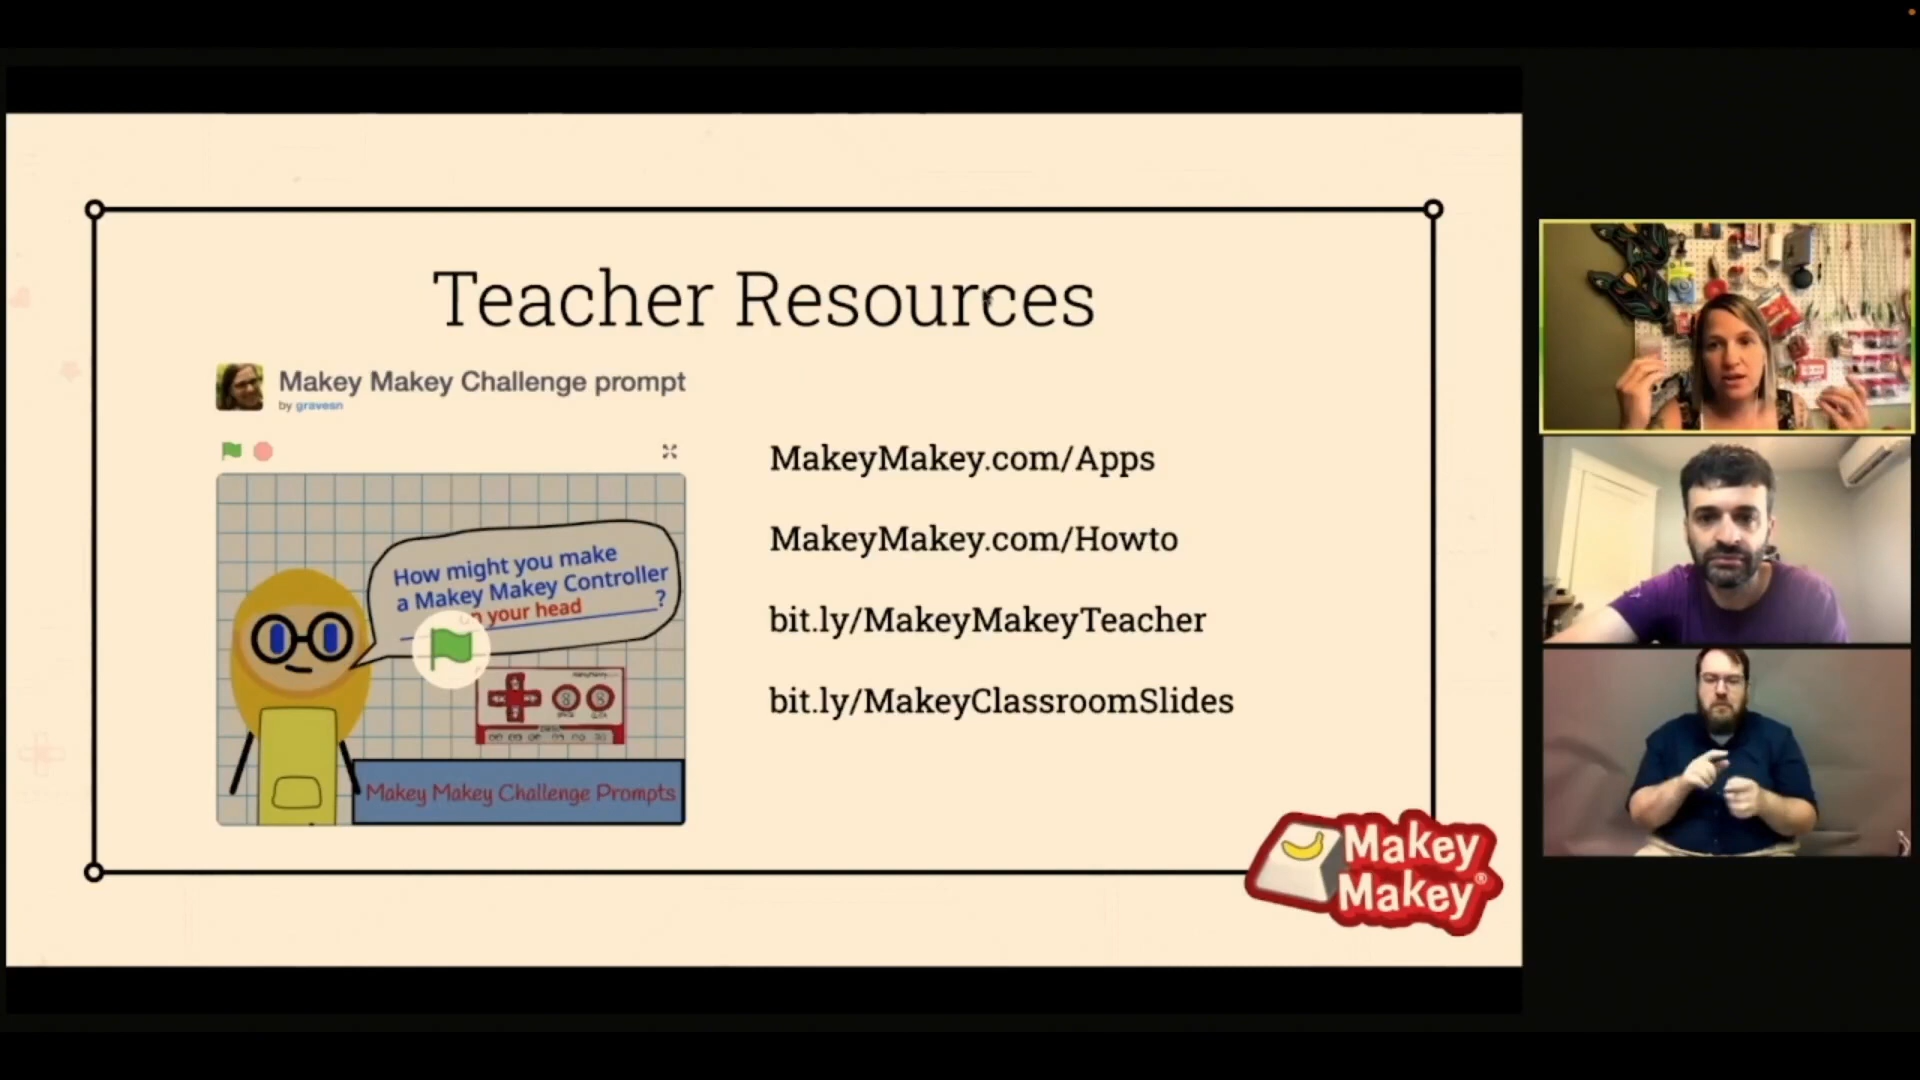 Teacher Resources
Makey Makey Challenge prompt
by gravesn
How might you make
a Makey Makey Controller
your head ?
Makey Makey Challenge Prompts
MakeyMakey.com/Apps
MakeyMakey.com/Howto
bit.ly/MakeyMakeyTeacher
bit.ly/MakeyClassroomSlides
Makey
Makey®